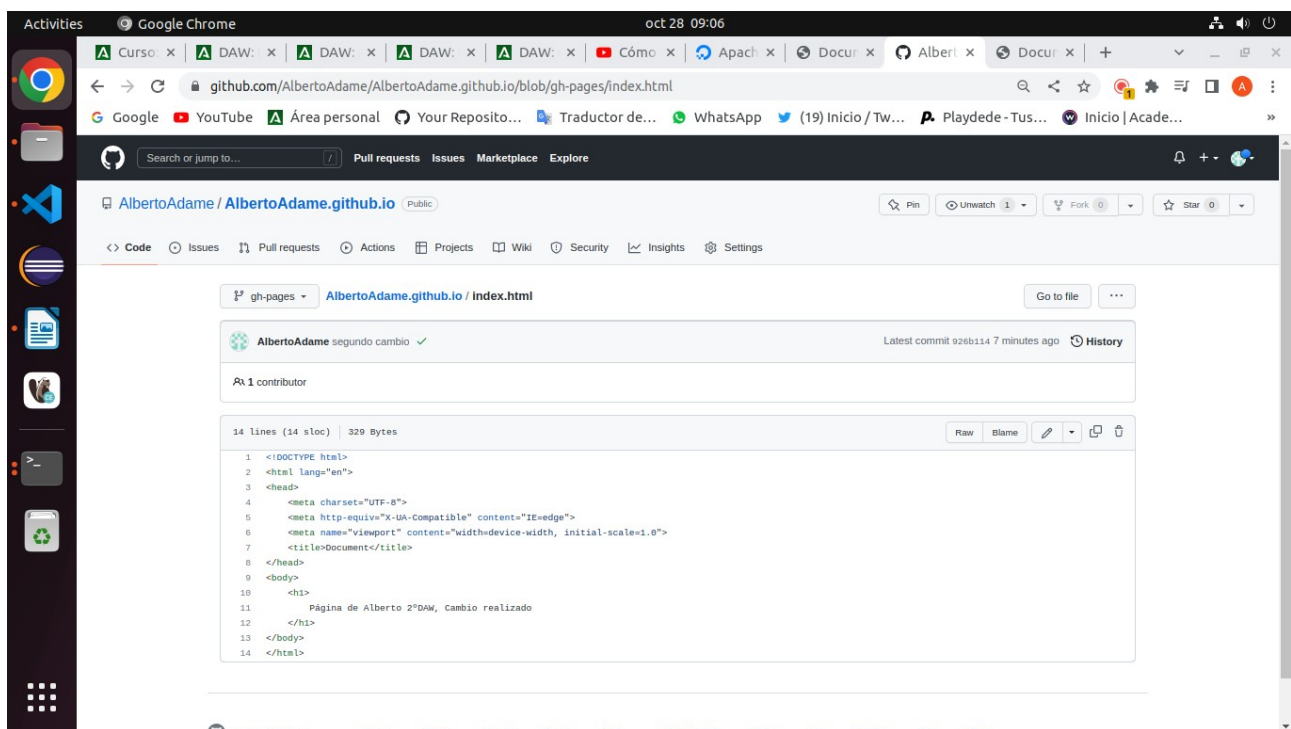 Activities
Google Chrome
oct 28 09:06
Curso:
DAW:
DAW:
DAW:
DAW:
Cómo
Apach
Docum
Albert
Docum
github.com/AlbertoAdame/AlbertoAdame.github.io/blob/gh-pages/index.html
1
A
Google YouTube Área personal Your Reposito... Traductor de... WhatsApp (19) Inicio / Tw... Playdede - Tus... Inicio | Acade... »
Search or jump to... / Pull requests Issues Marketplace Explore
AlbertoAdame / AlbertoAdame.github.io Public
Pin Unwatch 1 Fork 0 Star 0
Code Issues Pull requests Actions Projects Wiki Security Insights Settings
gh-pages AlbertoAdame.github.io / index.html Go to file ...
AlbertoAdame segundo cambio Latest commit 926b114 7 minutes ago History
1 contributor
14 lines (14 sloc) 329 Bytes Raw Blame
1 <!DOCTYPE html>
2 <html lang="en">
3 <head>
4 <meta charset="UTF-8">
5 <meta http-equiv="X-UA-Compatible" content="IE=edge">
6 <meta name="viewport" content="width=device-width, initial-scale=1.0">
7 <title>Document</title>
8 </head>
9 <body>
10 <h1>
11 Página de Alberto 2ºDAW, Cambio realizado
12 </h1>
13 </body>
14 </html>